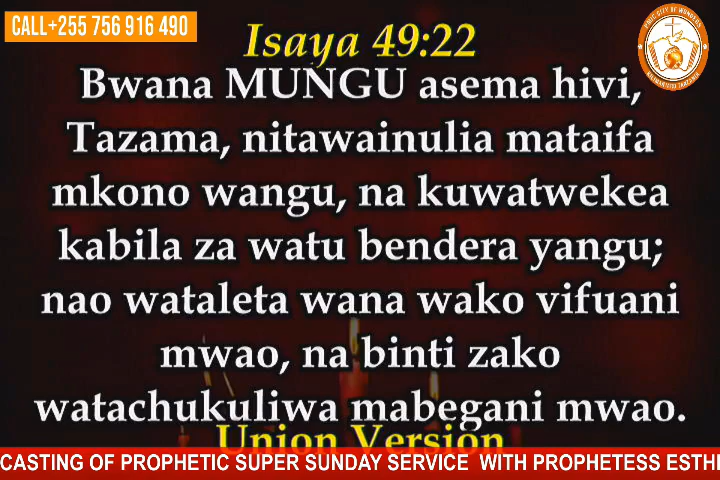 CALL+255 756 916 490
Isaya 49:22
Bwana MUNGU asema hivi,
Tazama, nitawainulia mataifa
mkono wangu, na kuwatwekea
kabila za watu bendera yangu;
nao wataleta wana wako vifuani
mwao, na binti zako
watachukuliwa mabegani mwao.
Union Version
CASTING OF PROPHETIC SUPER SUNDAY SERVICE WITH PROPHETESS ESTH